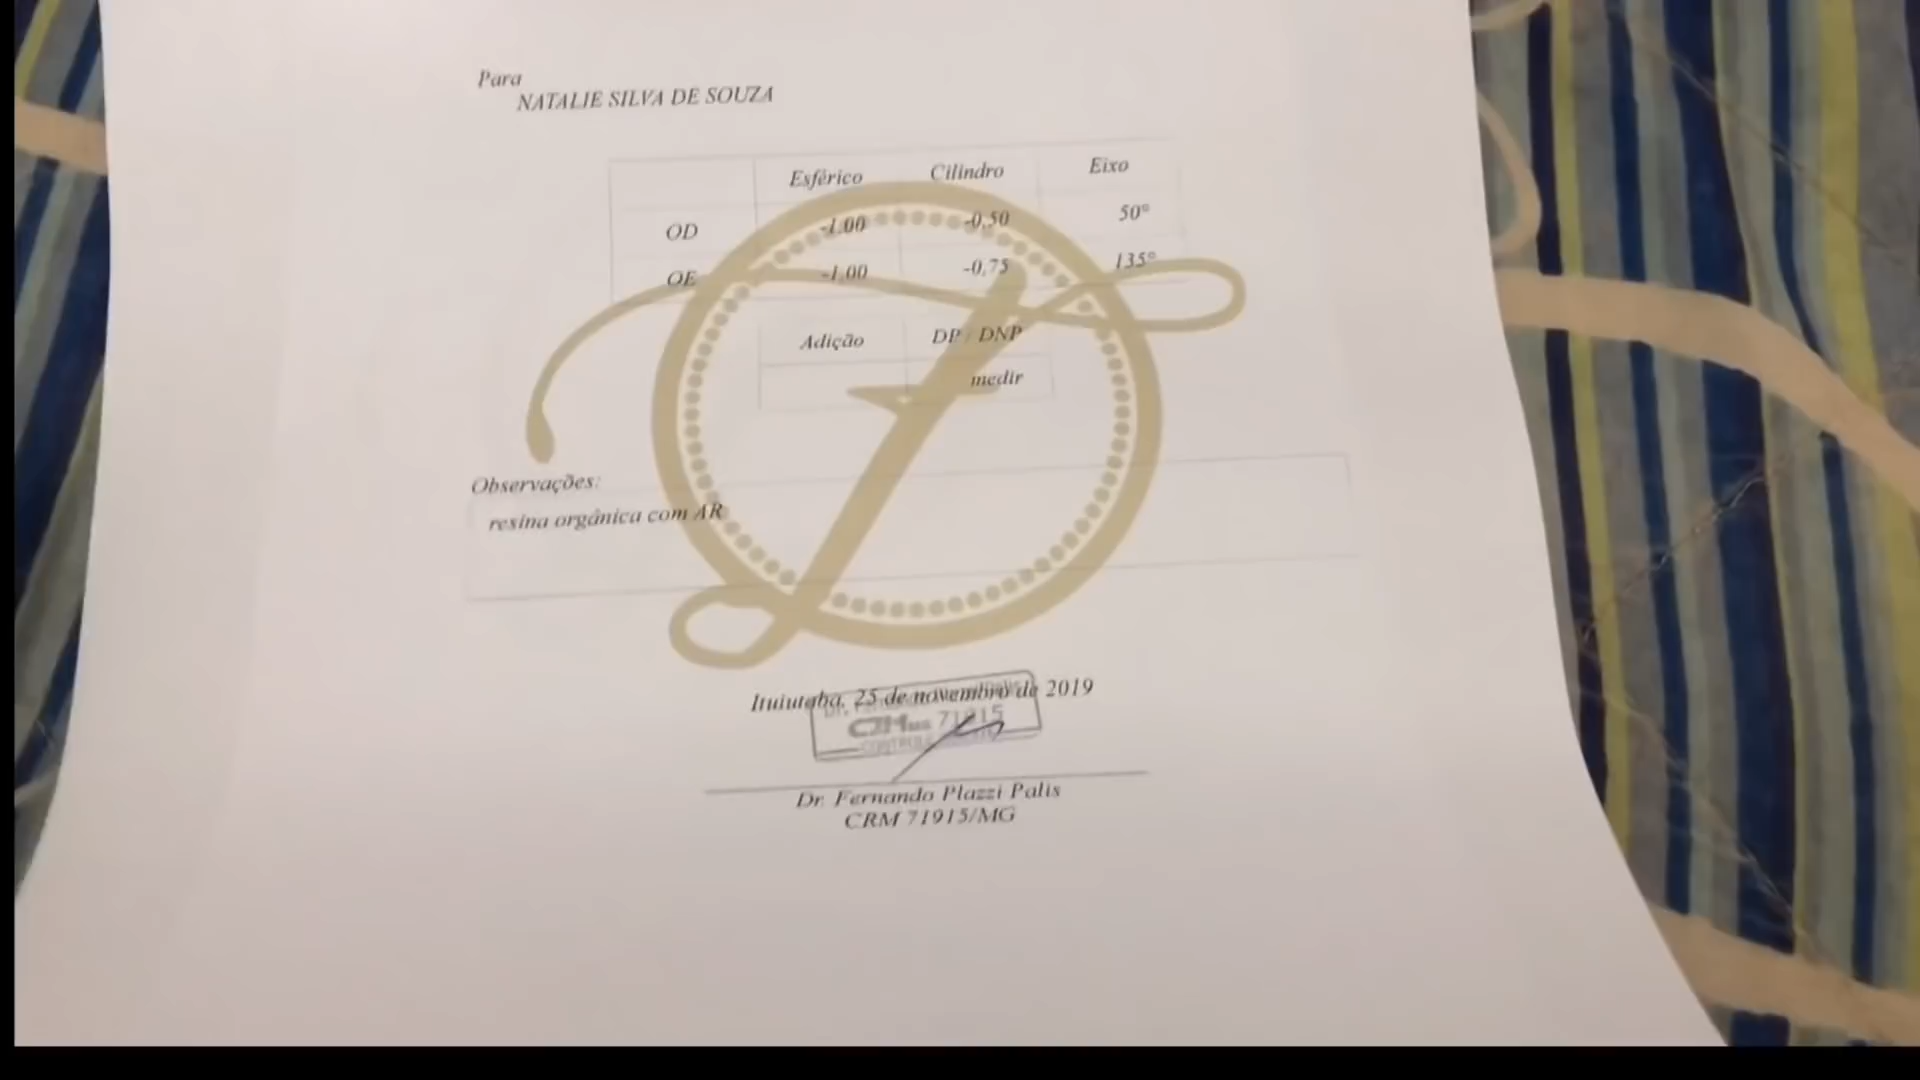 Para
NATALIE SILVA DE SOUZA
Esférico Cilindro Eixo
OD -1.00 -0,50 50°
OE -1,00 -0,75 135°
Adição DP / DNP
medir
Observações:
resina orgânica com AR
Ituiutaba, 25 de novembro de 2019
71915
Dr. Fernando Plazzi Palis
CRM 71915/MG